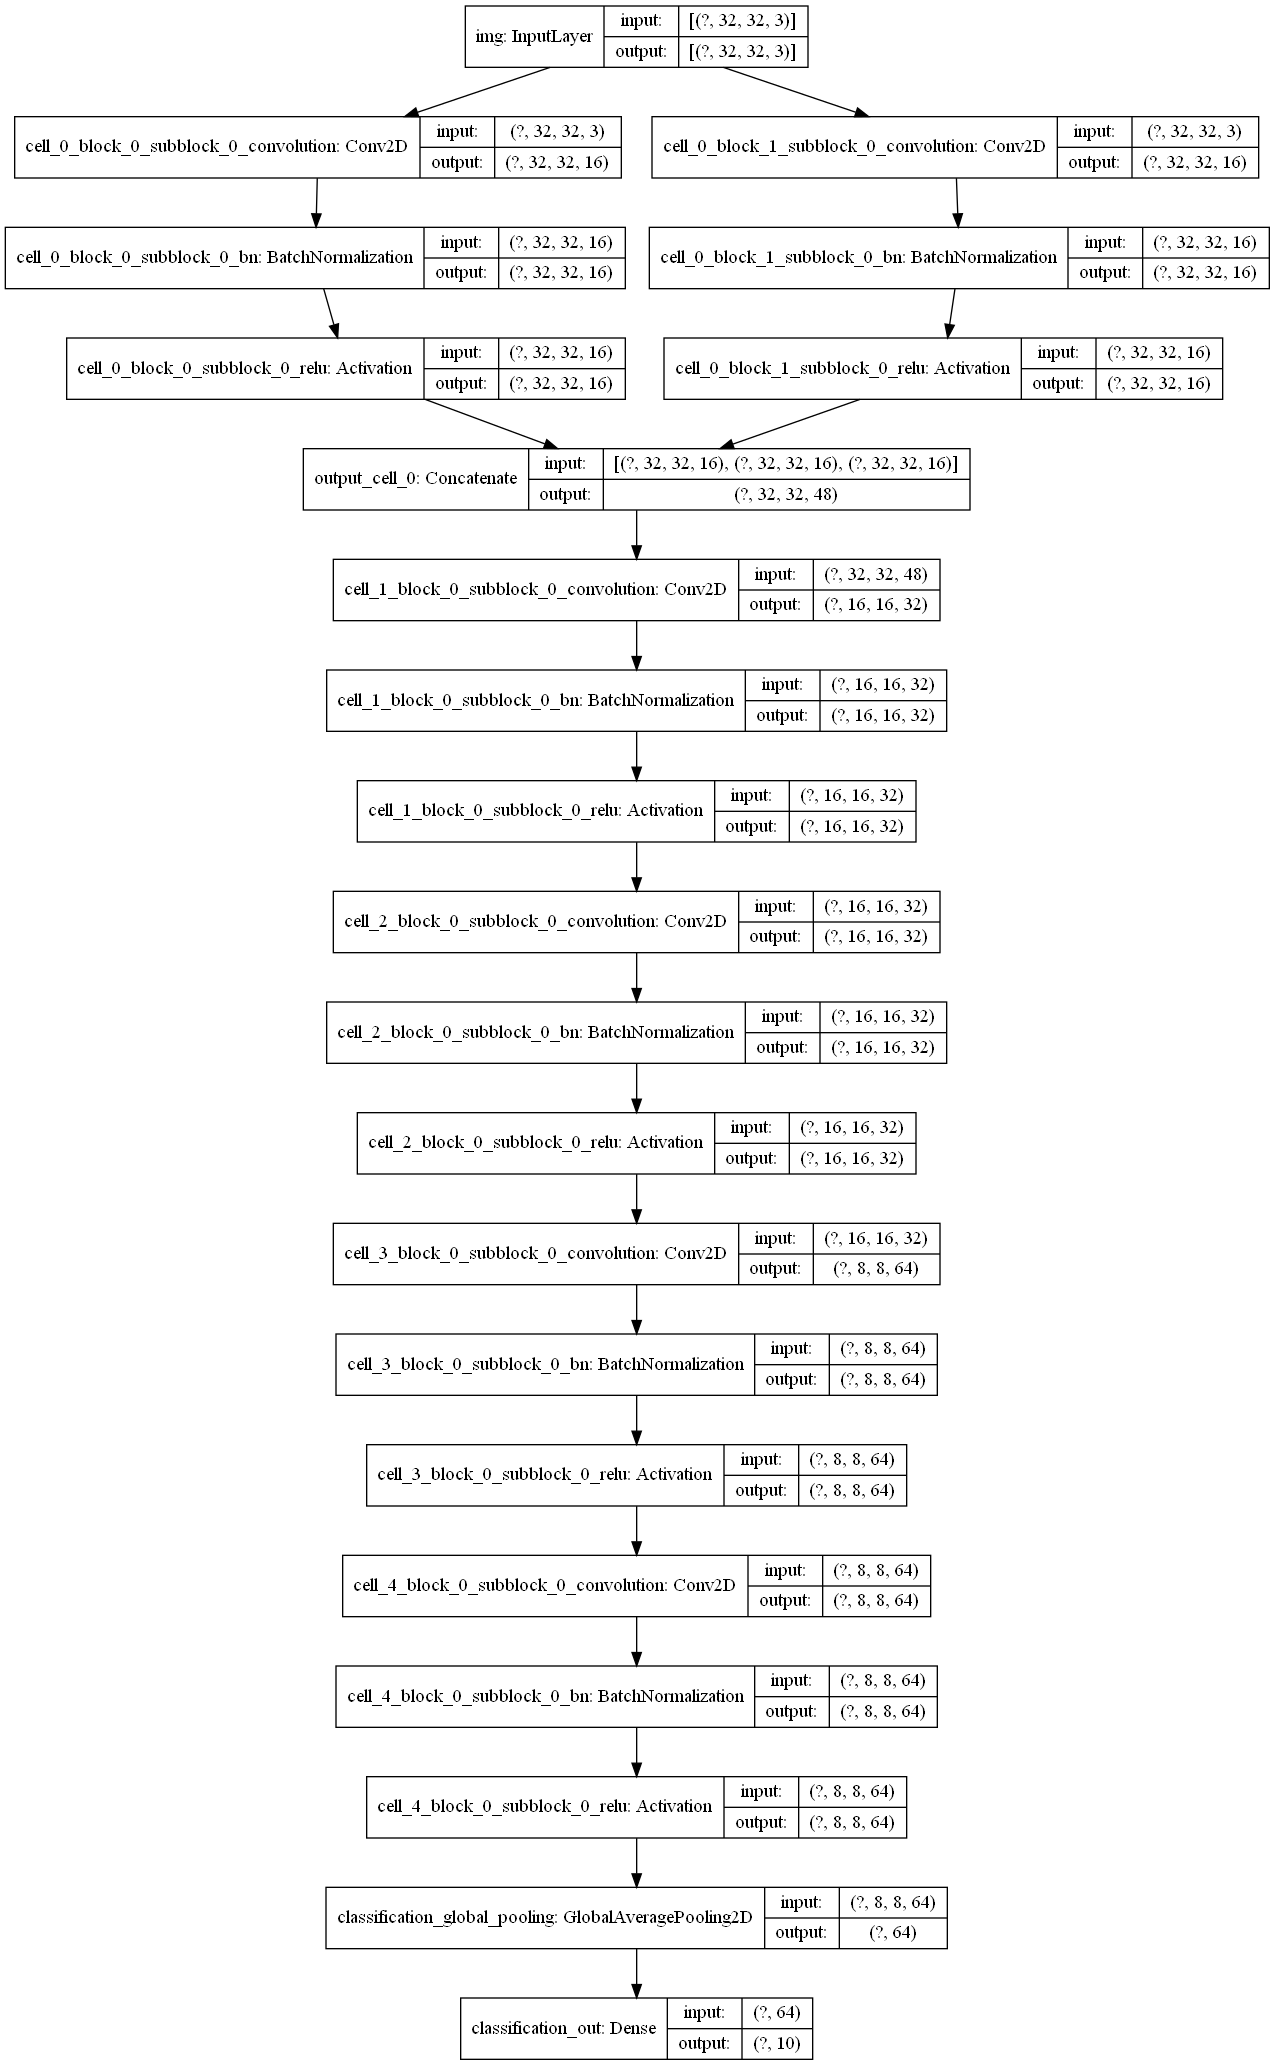 img: InputLayer
input: [(?, 32, 32, 3)]
output: [(?, 32, 32, 3)]
cell_0_block_0_subblock_0_convolution: Conv2D
input: (?, 32, 32, 3)
output: (?, 32, 32, 16)
cell_0_block_1_subblock_0_convolution: Conv2D
input: (?, 32, 32, 3)
output: (?, 32, 32, 16)
cell_0_block_0_subblock_0_bn: BatchNormalization
input: (?, 32, 32, 16)
output: (?, 32, 32, 16)
cell_0_block_1_subblock_0_bn: BatchNormalization
input: (?, 32, 32, 16)
output: (?, 32, 32, 16)
cell_0_block_0_subblock_0_relu: Activation
input: (?, 32, 32, 16)
output: (?, 32, 32, 16)
cell_0_block_1_subblock_0_relu: Activation
input: (?, 32, 32, 16)
output: (?, 32, 32, 16)
output_cell_0: Concatenate
input: [(?, 32, 32, 16), (?, 32, 32, 16), (?, 32, 32, 16)]
output: (?, 32, 32, 48)
cell_1_block_0_subblock_0_convolution: Conv2D
input: (?, 32, 32, 48)
output: (?, 16, 16, 32)
cell_1_block_0_subblock_0_bn: BatchNormalization
input: (?, 16, 16, 32)
output: (?, 16, 16, 32)
cell_1_block_0_subblock_0_relu: Activation
input: (?, 16, 16, 32)
output: (?, 16, 16, 32)
cell_2_block_0_subblock_0_convolution: Conv2D
input: (?, 16, 16, 32)
output: (?, 16, 16, 32)
cell_2_block_0_subblock_0_bn: BatchNormalization
input: (?, 16, 16, 32)
output: (?, 16, 16, 32)
cell_2_block_0_subblock_0_relu: Activation
input: (?, 16, 16, 32)
output: (?, 16, 16, 32)
cell_3_block_0_subblock_0_convolution: Conv2D
input: (?, 16, 16, 32)
output: (?, 8, 8, 64)
cell_3_block_0_subblock_0_bn: BatchNormalization
input: (?, 8, 8, 64)
output: (?, 8, 8, 64)
cell_3_block_0_subblock_0_relu: Activation
input: (?, 8, 8, 64)
output: (?, 8, 8, 64)
cell_4_block_0_subblock_0_convolution: Conv2D
input: (?, 8, 8, 64)
output: (?, 8, 8, 64)
cell_4_block_0_subblock_0_bn: BatchNormalization
input: (?, 8, 8, 64)
output: (?, 8, 8, 64)
cell_4_block_0_subblock_0_relu: Activation
input: (?, 8, 8, 64)
output: (?, 8, 8, 64)
classification_global_pooling: GlobalAveragePooling2D
input: (?, 8, 8, 64)
output: (?, 64)
classification_out: Dense
input: (?, 64)
output: (?, 10)